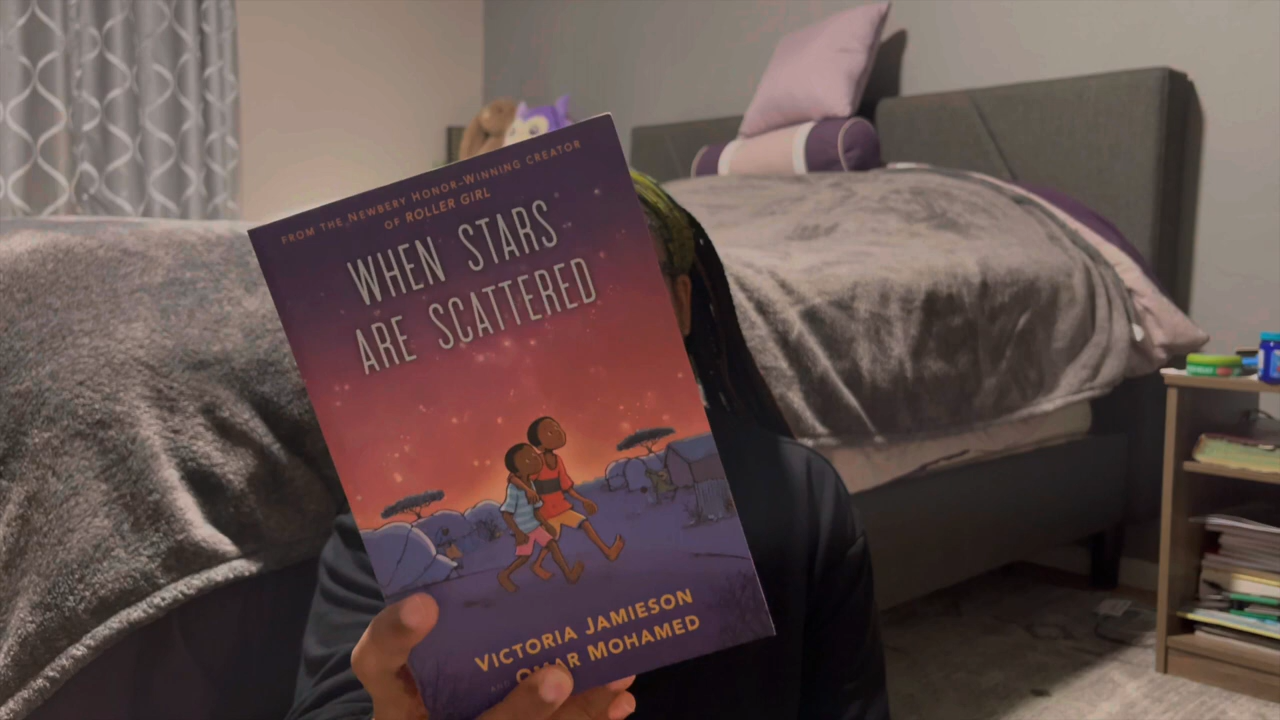 FROM THE NEWBERY HONOR–WINNING CREATOR
OF ROLLER GIRL
WHEN STARS
ARE SCATTERED
VICTORIA JAMIESON
OMAR MOHAMED